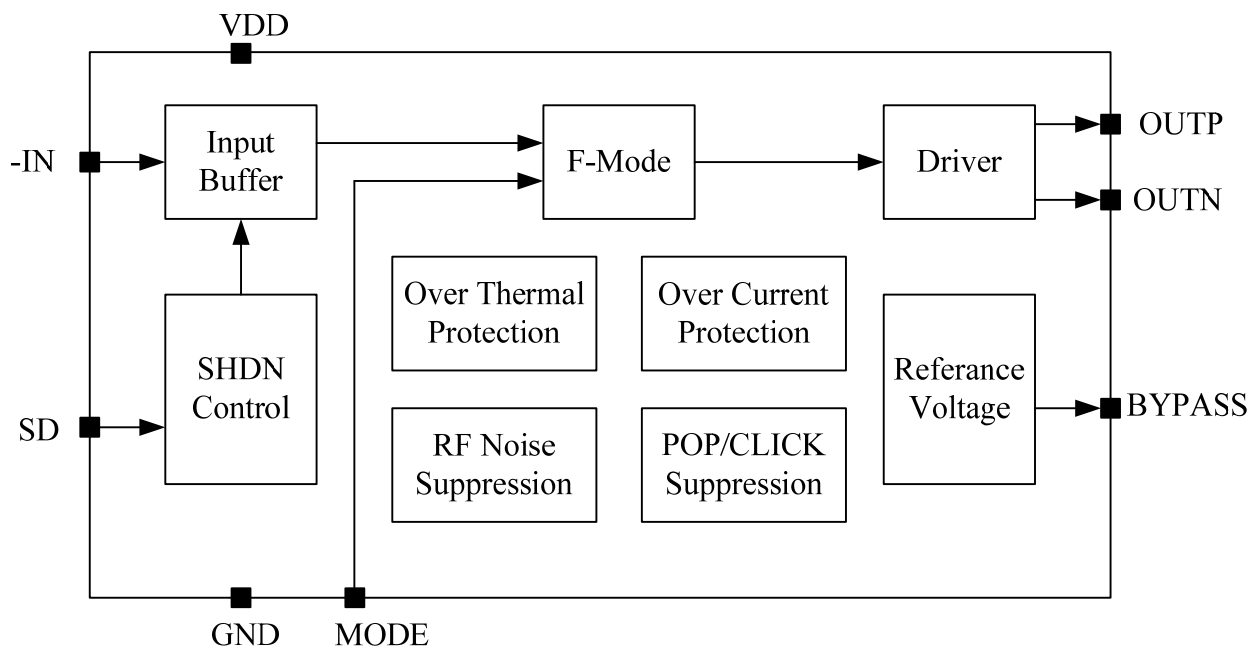 VDD
-IN
Input
Buffer
F-Mode
Driver
OUTP
OUTN
Over Thermal
Protection
Over Current
Protection
SHDN
Control
Referance
Voltage
SD
BYPASS
RF Noise
Suppression
POP/CLICK
Suppression
GND
MODE